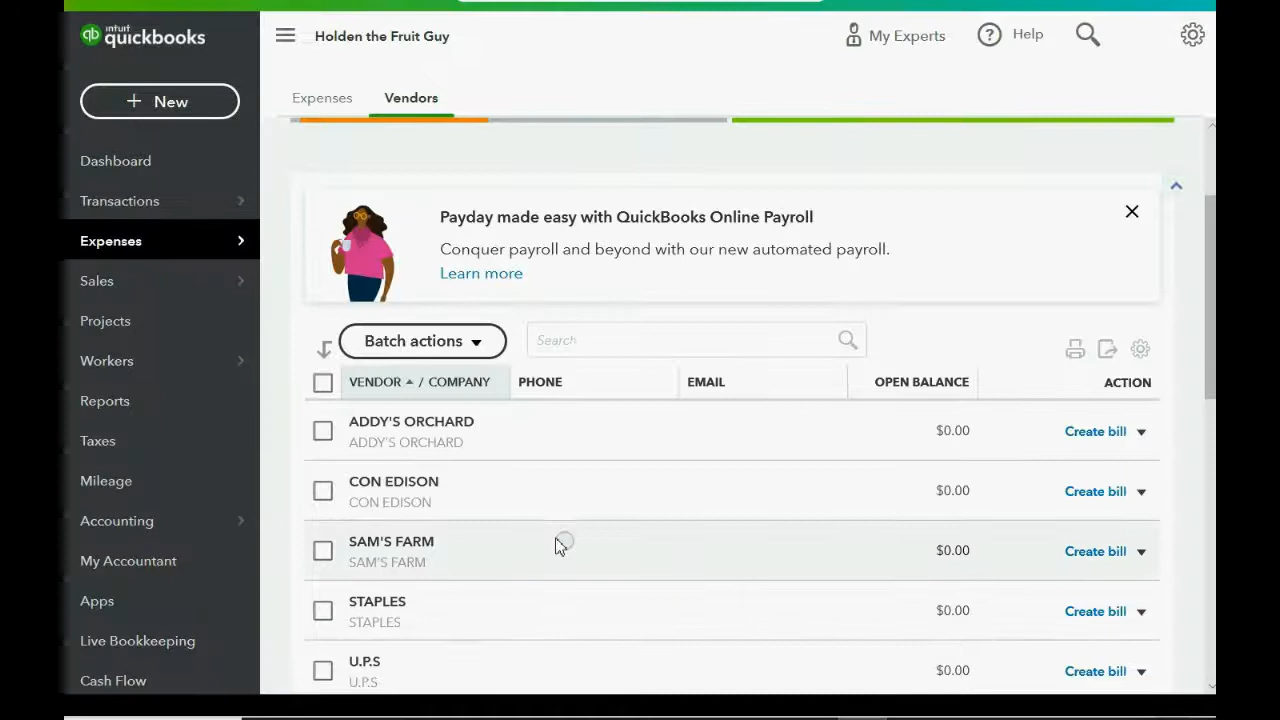 intuit
quickbooks
Holden the Fruit Guy
My Experts
Help
+ New
Expenses
Vendors
Dashboard
Transactions
Expenses
Sales
Projects
Workers
Reports
Taxes
Mileage
Accounting
My Accountant
Apps
Live Bookkeeping
Cash Flow
Payday made easy with QuickBooks Online Payroll
Conquer payroll and beyond with our new automated payroll.
Learn more
Batch actions
Search
VENDOR / COMPANY PHONE EMAIL OPEN BALANCE ACTION
ADDY'S ORCHARD
ADDY'S ORCHARD
$0.00 Create bill
CON EDISON
CON EDISON
$0.00 Create bill
SAM'S FARM
SAM'S FARM
$0.00 Create bill
STAPLES
STAPLES
$0.00 Create bill
U.P.S
U.P.S
$0.00 Create bill